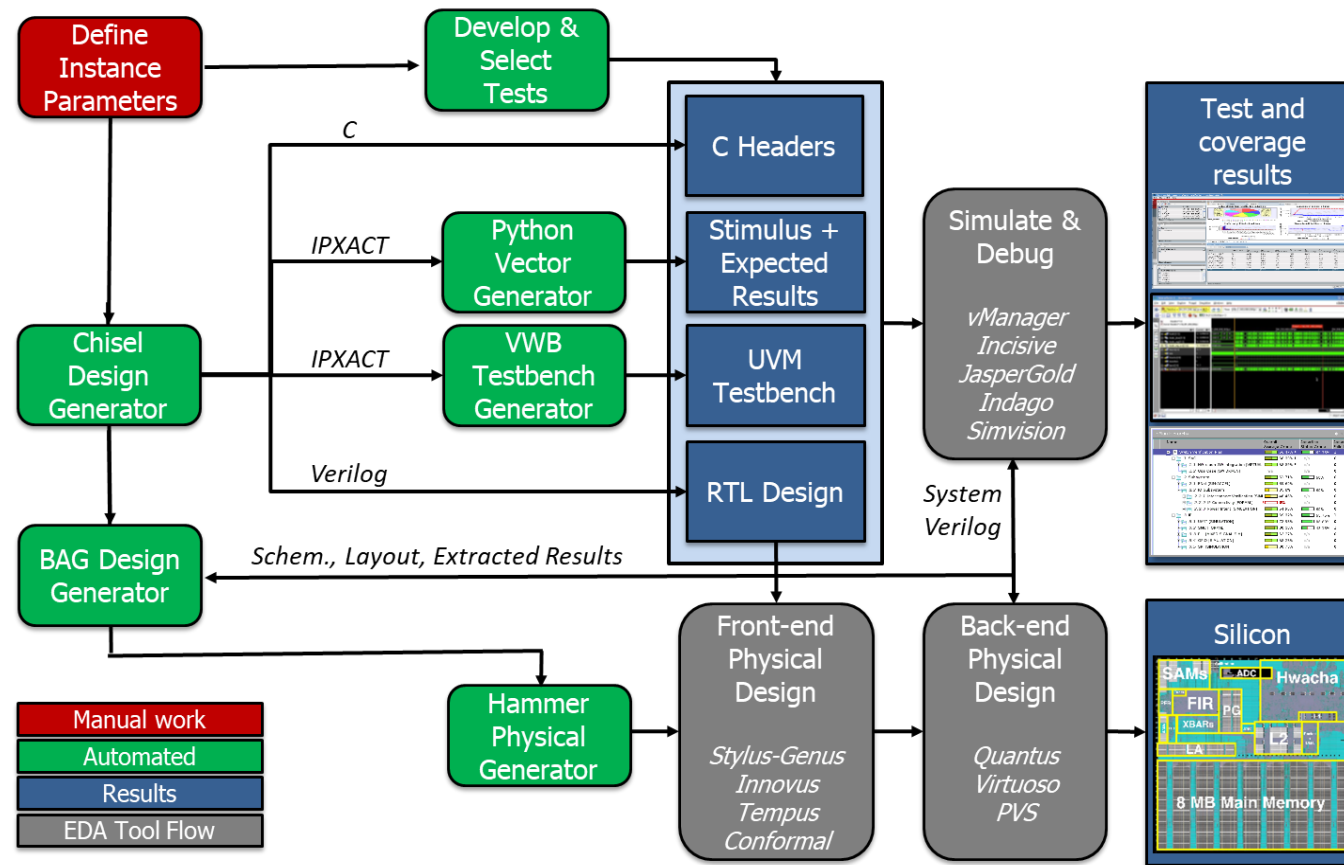 Define
Instance
Parameters
Develop &
Select
Tests
C
C Headers
IPXACT
Python
Vector
Generator
Stimulus +
Expected
Results
Chisel
Design
Generator
IPXACT
VWB
Testbench
Generator
UVM
Testbench
Verilog
RTL Design
Simulate &
Debug
vManager
Incisive
JasperGold
Indago
Simvision
Test and
coverage
results
System
Verilog
BAG Design
Generator
Schem., Layout, Extracted Results
Hammer
Physical
Generator
Front-end
Physical
Design
Stylus-Genus
Innovus
Tempus
Conformal
Back-end
Physical
Design
Quantus
Virtuoso
PVS
Silicon
SAMs
ADC
Hwacha
FIR
PG
XBARs
L2
LA
8 MB Main Memory
Manual work
Automated
Results
EDA Tool Flow